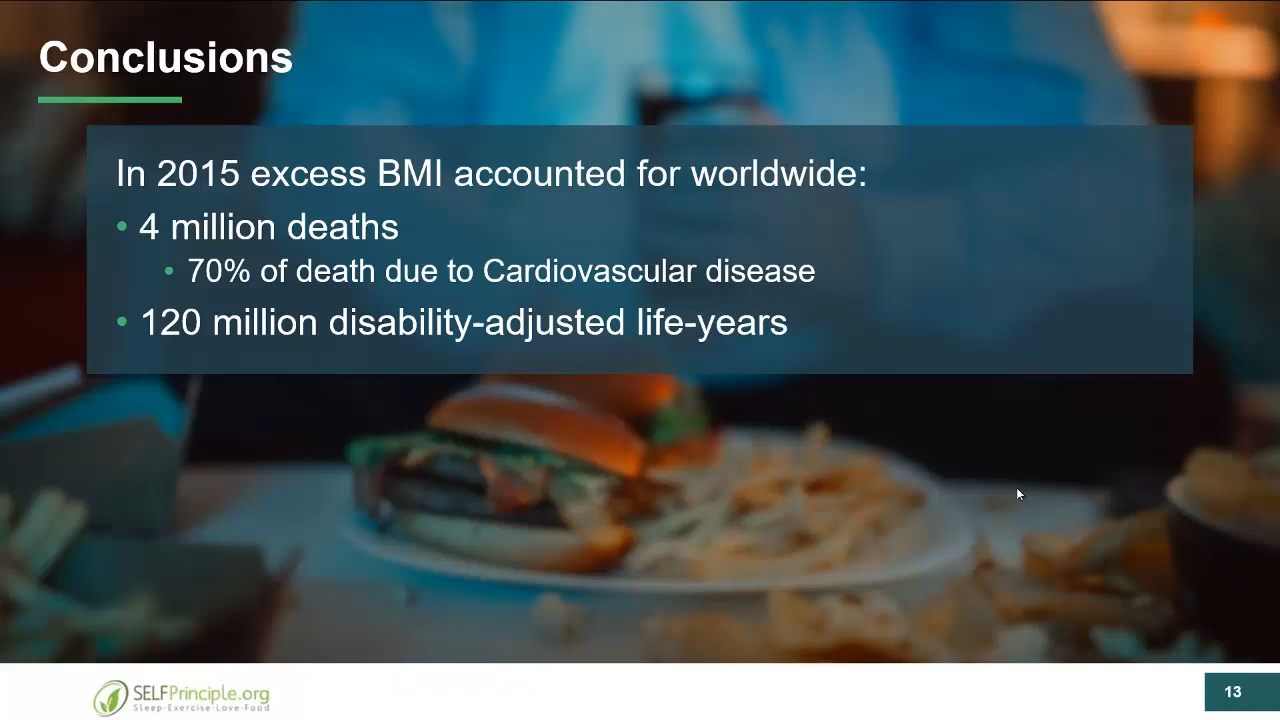 Conclusions
In 2015 excess BMI accounted for worldwide:
• 4 million deaths
• 70% of death due to Cardiovascular disease
• 120 million disability-adjusted life-years
SELFPrinciple.org
Sleep-Exercise-Love-Food
13